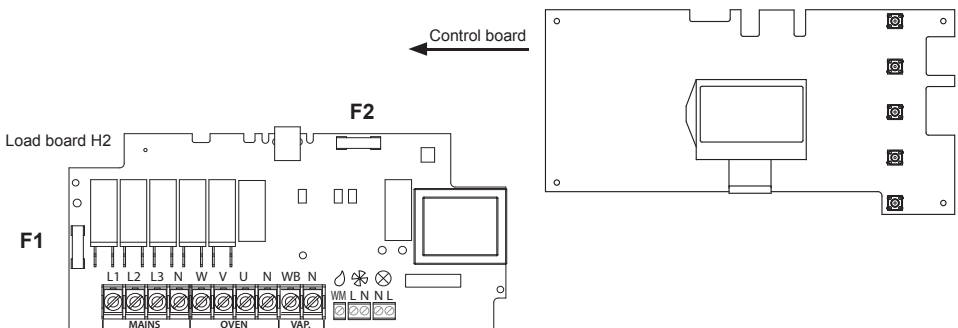 Control board
F2
Load board H2
F1
L1 L2 L3 N W V U N WB N
WM L N N L
MAINS OVEN VAP.